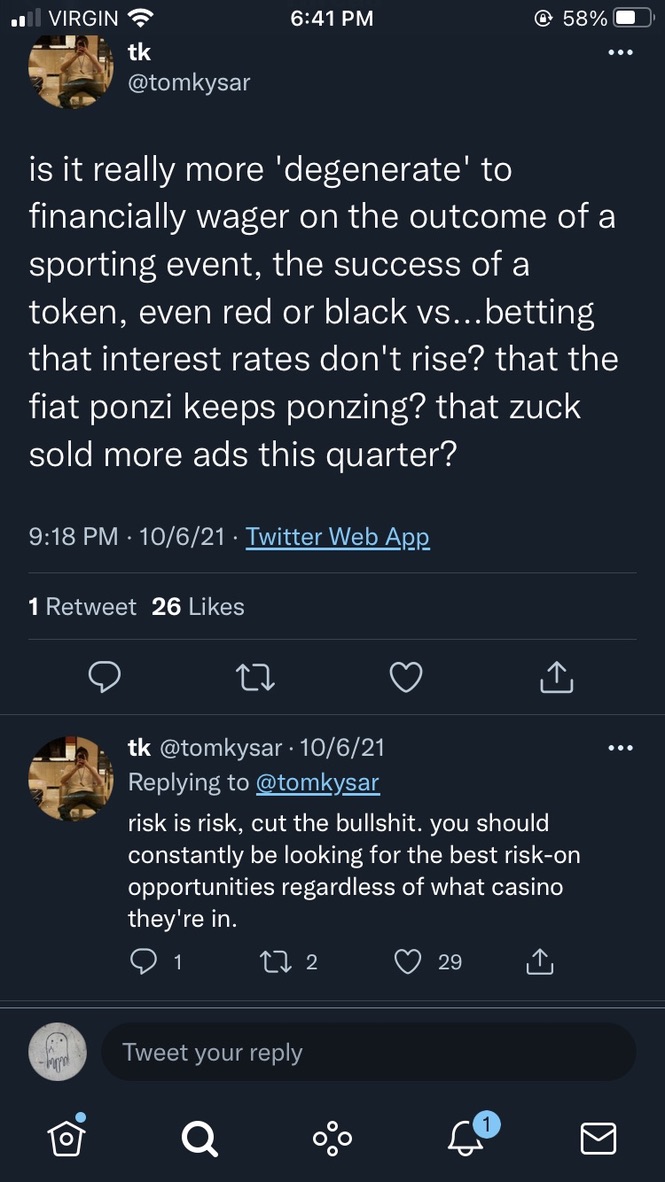 VIRGIN 6:41 PM 58%
tk
@tomkysar
is it really more 'degenerate' to
financially wager on the outcome of a
sporting event, the success of a
token, even red or black vs...betting
that interest rates don't rise? that the
fiat ponzi keeps ponzing? that zuck
sold more ads this quarter?
9:18 PM · 10/6/21 · Twitter Web App
1 Retweet 26 Likes
tk @tomkysar · 10/6/21
Replying to @tomkysar
risk is risk, cut the bullshit. you should
constantly be looking for the best risk-on
opportunities regardless of what casino
they're in.
1 2 29
Tweet your reply
1